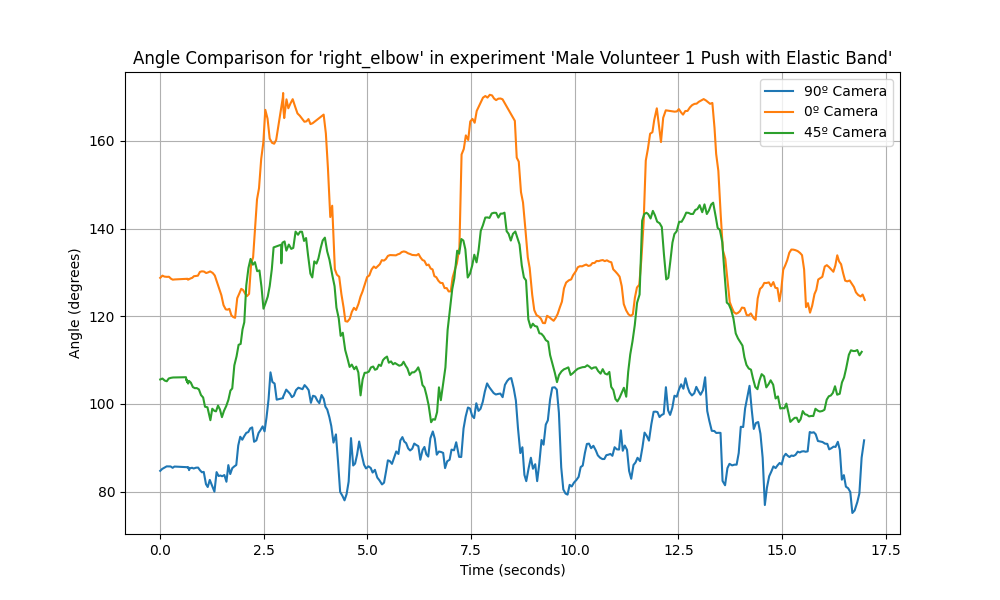 Angle Comparison for 'right_elbow' in experiment 'Male Volunteer 1 Push with Elastic Band'
90º Camera
0º Camera
45º Camera
160
140
120
100
80
Angle (degrees)
0.0 2.5 5.0 7.5 10.0 12.5 15.0 17.5
Time (seconds)